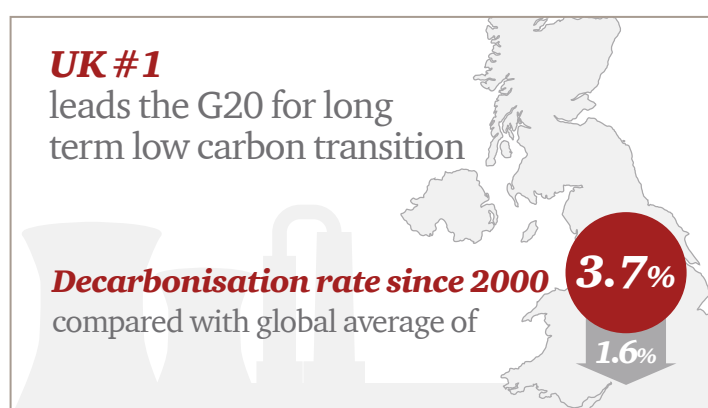 UK #1
leads the G20 for long
term low carbon transition
Decarbonisation rate since 2000 3.7%
compared with global average of 1.6%